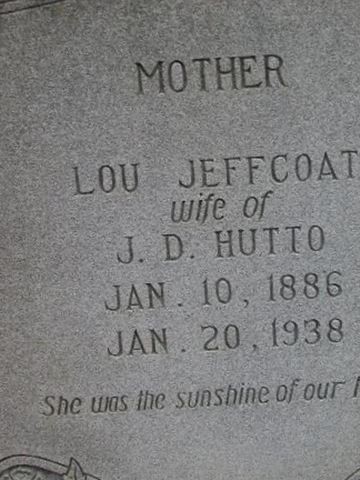 MOTHER
LOU JEFFCOAT
wife of
J. D. HUTTO
JAN. 10, 1886
JAN. 20, 1938
She was the sunshine of our